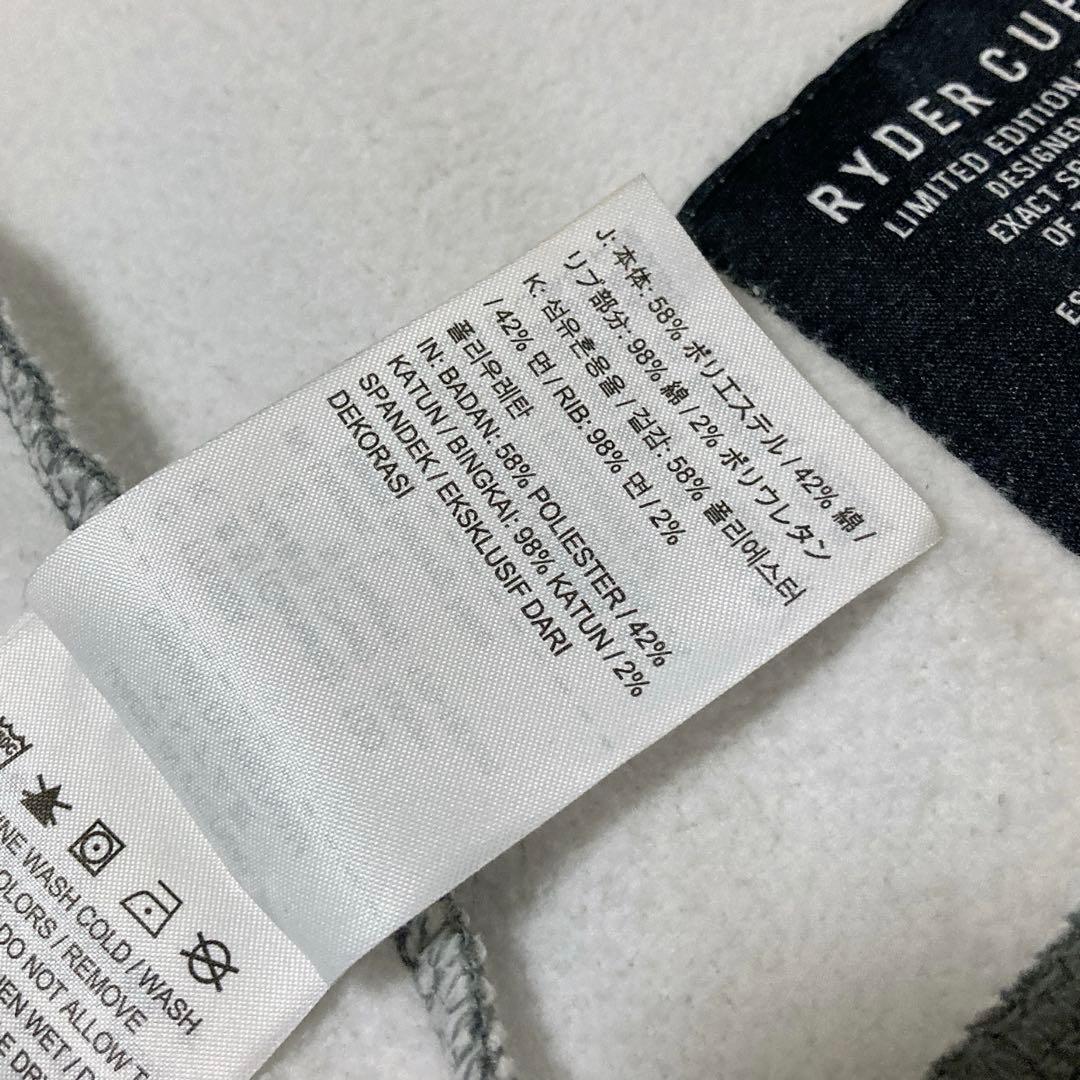 RYDER CUP
LIMITED EDITION
DESIGNED
EXACT
OF
J: 本体: 58% ポリエステル / 42% 綿 /
リブ部分: 98% 綿 / 2% ポリウレタン
K: 섬유혼용율 / 겉감: 58% 폴리에스터
/ 42% 면 / RIB: 98% 면 / 2%
폴리우레탄
IN: BADAN: 58% POLIESTER / 42%
KATUN / BINGKAI: 98% KATUN / 2%
SPANDEK / EKSKLUSIF DARI
DEKORASI
WASH COLD / WASH
/ REMOVE
DO NOT ALLOW
WET /